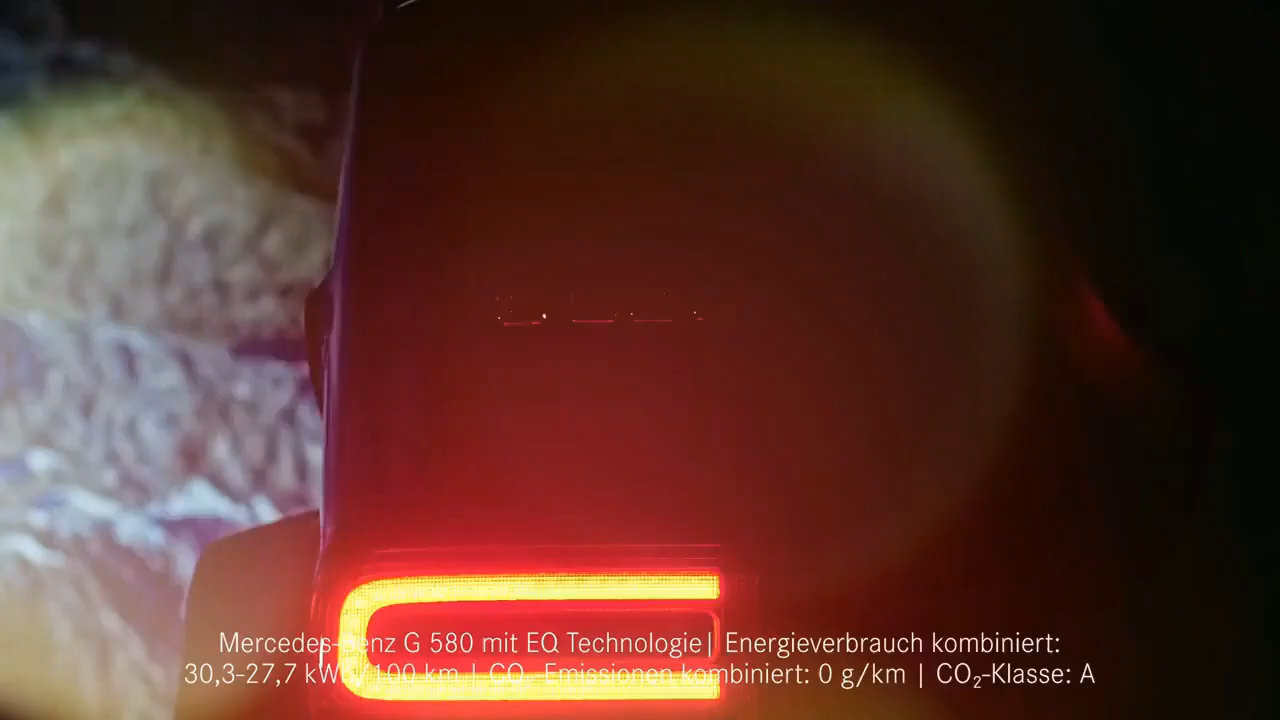 Mercedes-Benz G 580 mit EQ Technologie| Energieverbrauch kombiniert:
30,3-27,7 kWh/100 km | CO₂-Emissionen kombiniert: 0 g/km | CO₂-Klasse: A